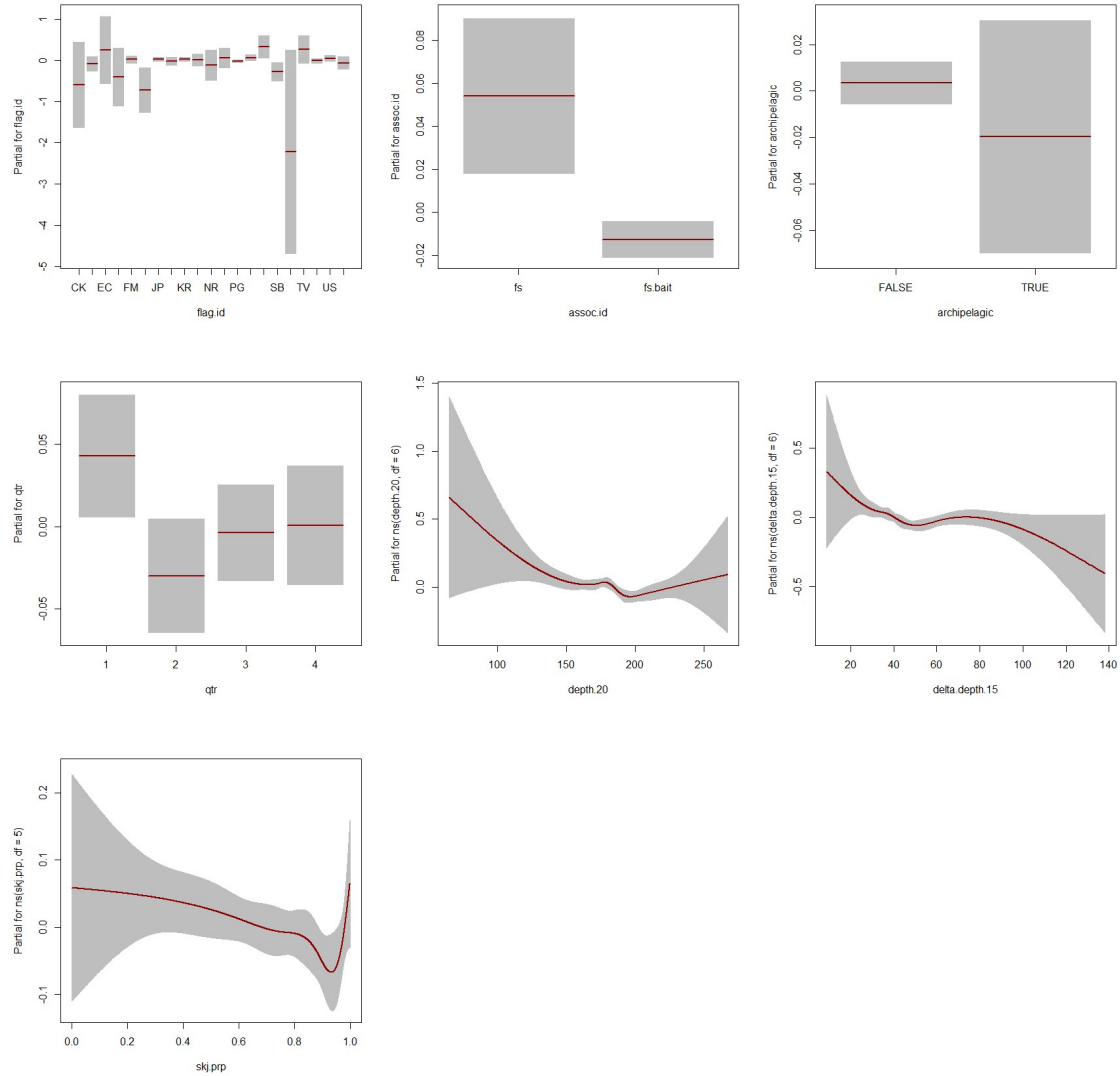 Partial for flag.id
1
0
-1
-2
-3
-4
-5
CK EC FM JP KR NR PG SB TV US
flag.id
Partial for assoc.id
0.08
0.06
0.04
0.02
0.00
-0.02
fs fs.bait
assoc.id
Partial for archipelagic
0.02
0.00
-0.02
-0.04
-0.06
FALSE TRUE
archipelagic
Partial for qtr
0.05
0.00
-0.05
1 2 3 4
qtr
Partial for ns(depth.20, df = 6)
1.5
1.0
0.5
0.0
100 150 200 250
depth.20
Partial for ns(delta.depth.15, df = 6)
0.5
0.0
-0.5
20 40 60 80 100 120 140
delta.depth.15
Partial for ns(skj.prp, df = 5)
0.2
0.1
0.0
-0.1
0.0 0.2 0.4 0.6 0.8 1.0
skj.prp